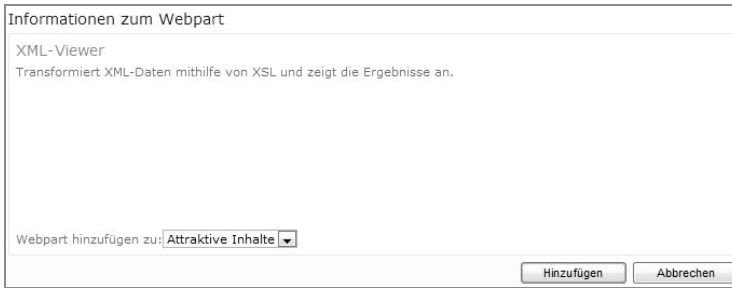 Informationen zum Webpart
XML-Viewer
Transformiert XML-Daten mithilfe von XSL und zeigt die Ergebnisse an.
Webpart hinzufügen zu: Attraktive Inhalte
Hinzufügen Abbrechen